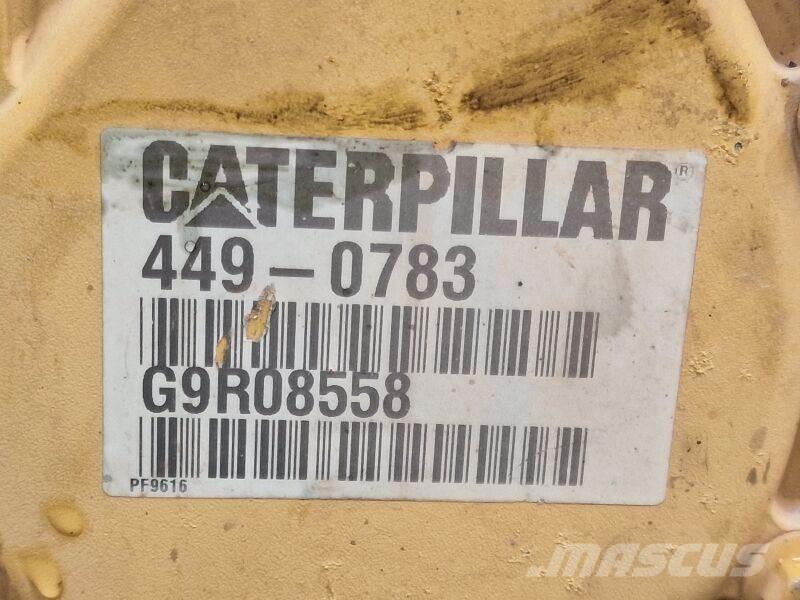 CATERPILLAR®
449-0783
G9R08558
PF9616
MASCUS